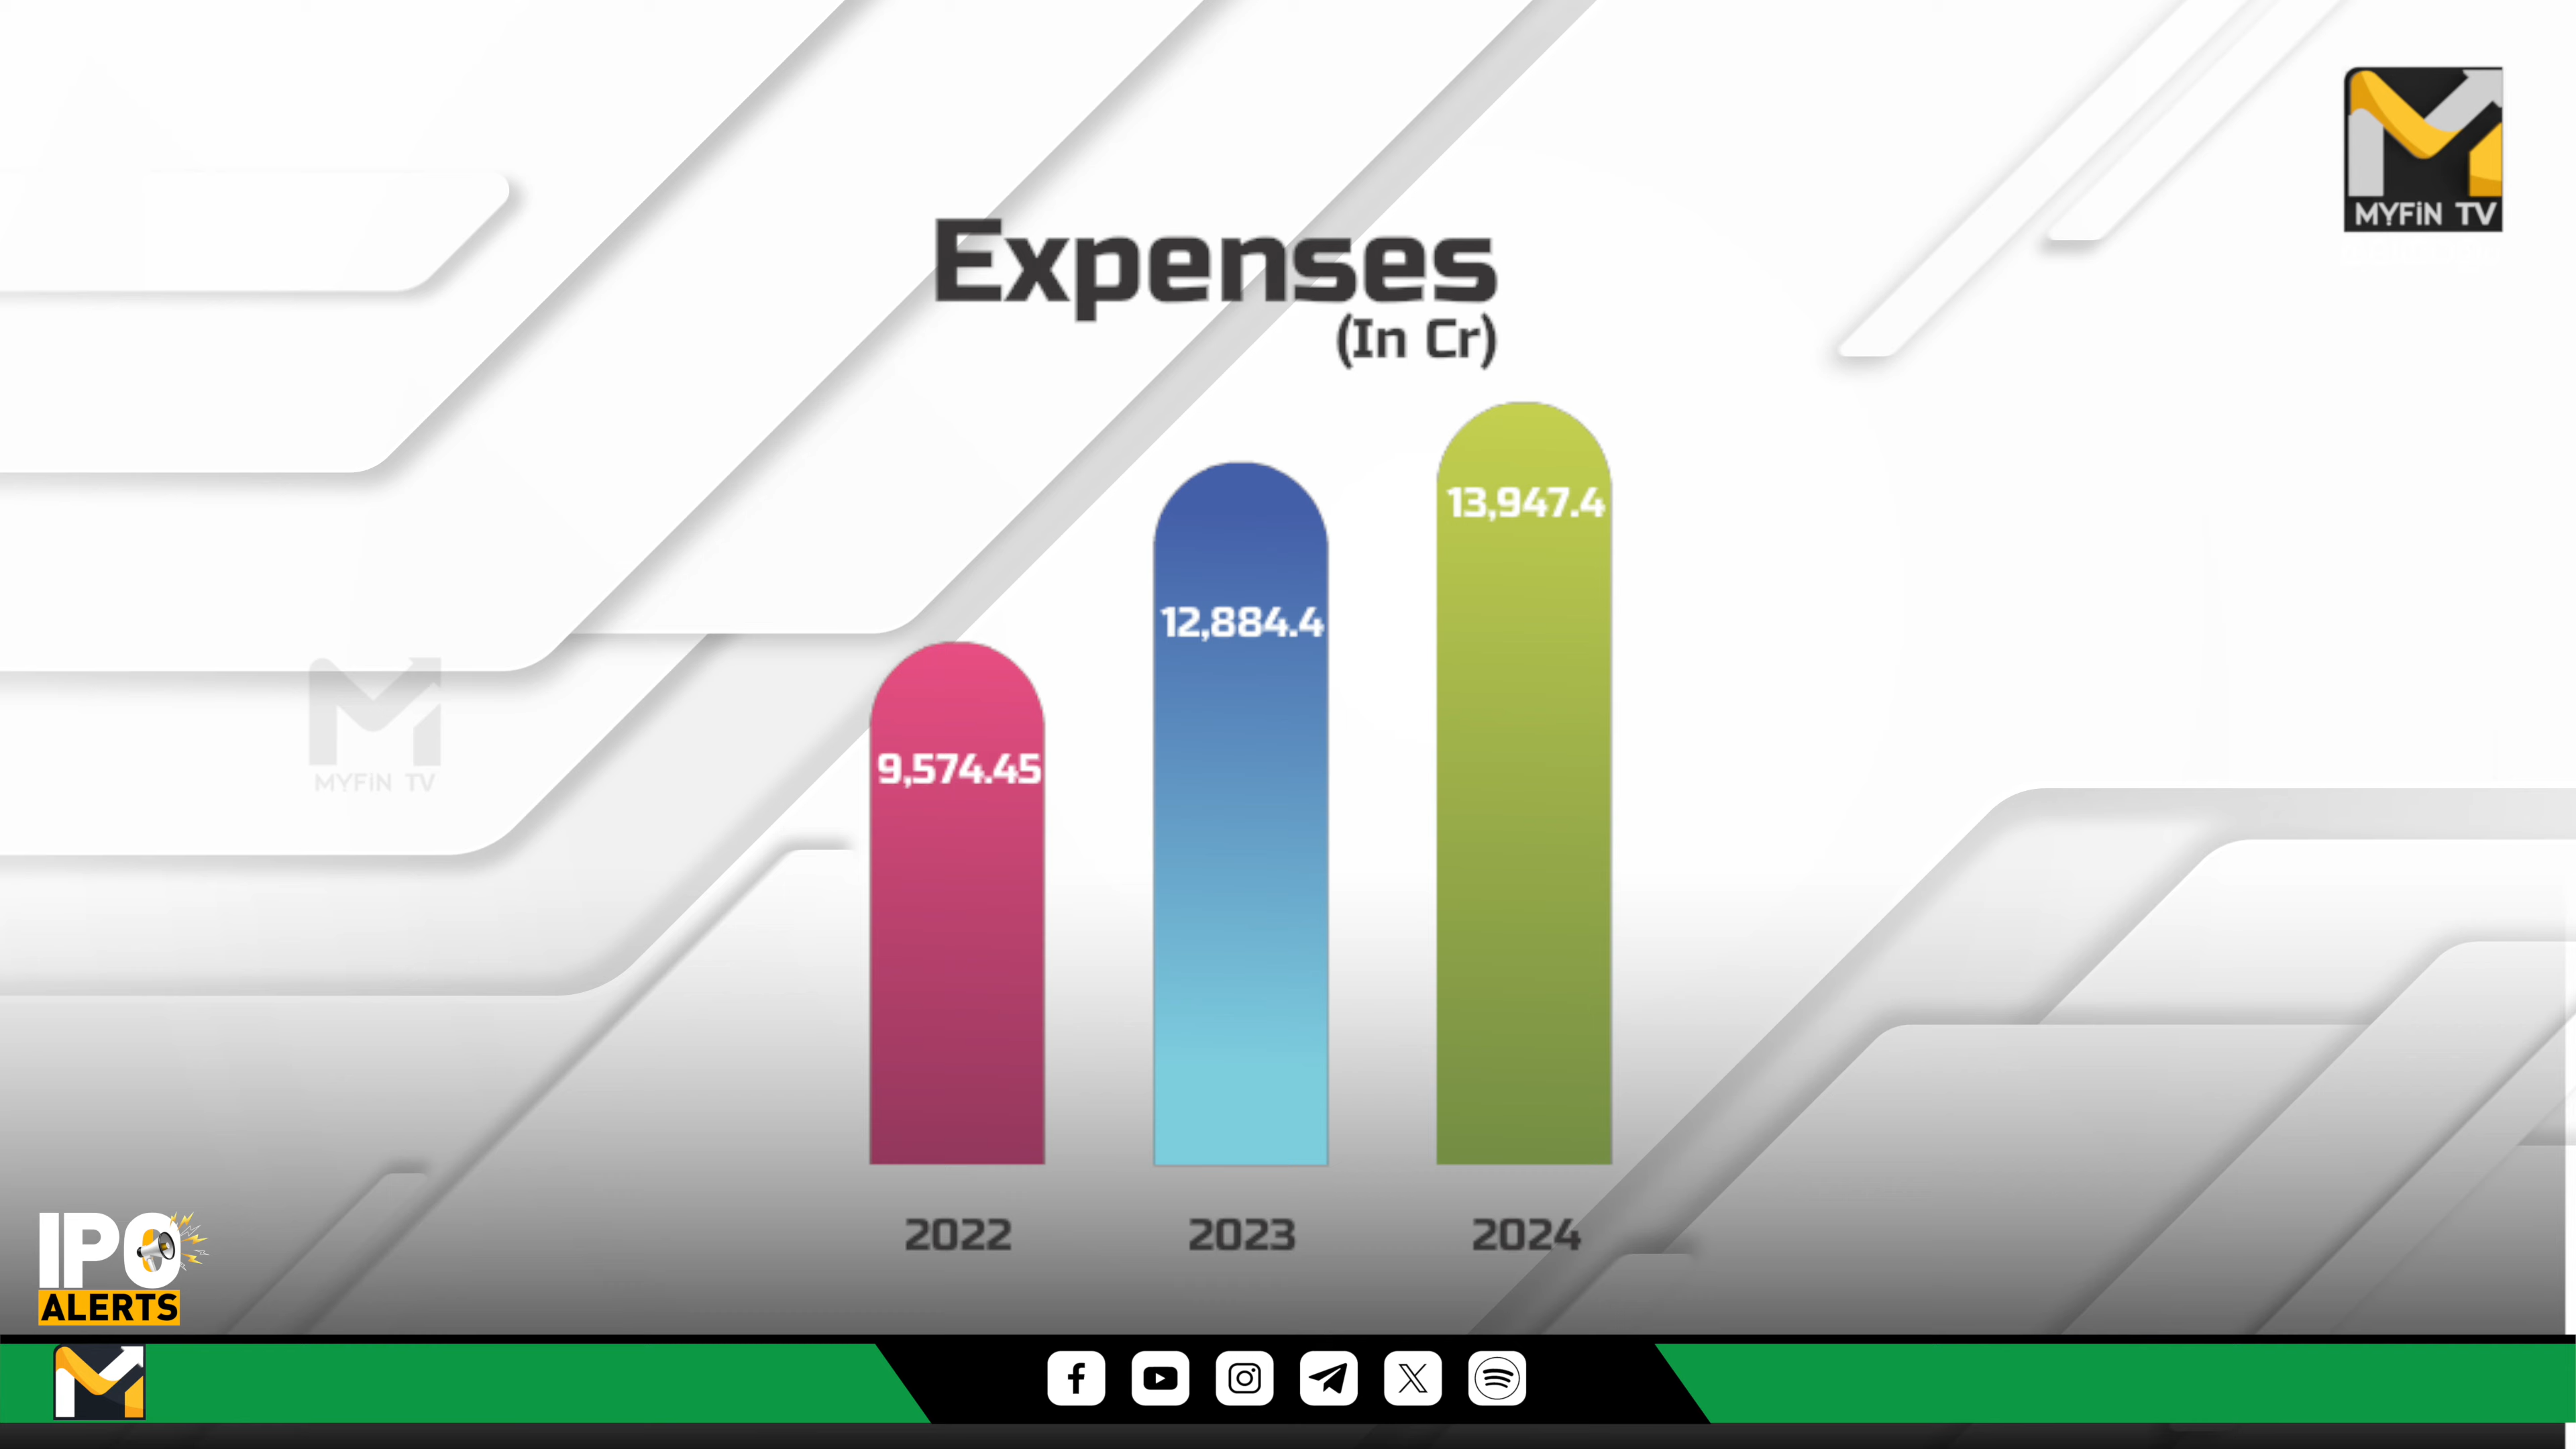 MYFiN TV
Expenses
(In Cr)
13,947.4
12,884.4
9,574.45
MYFiN TV
2022 2023 2024
IPO
ALERTS